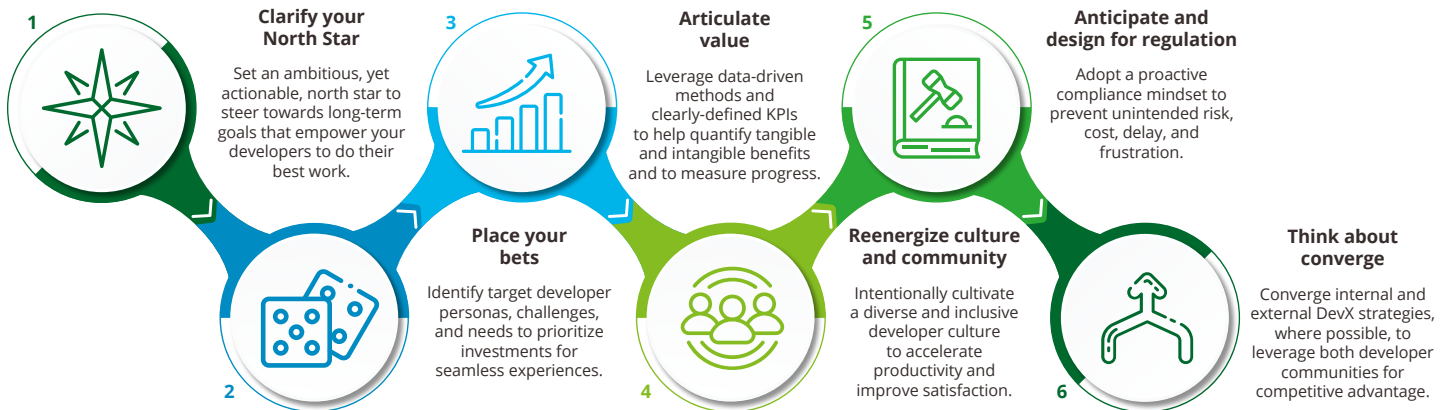 1
Clarify your
North Star
Set an ambitious, yet
actionable, north star to
steer towards long-term
goals that empower your
developers to do their
best work.
2
Place your
bets
Identify target developer
personas, challenges,
and needs to prioritize
investments for
seamless experiences.
3
Articulate
value
Leverage data-driven
methods and
clearly-defined KPIs
to help quantify tangible
and intangible benefits
and to measure progress.
4
Reenergize culture
and community
Intentionally cultivate
a diverse and inclusive
developer culture
to accelerate
productivity and
improve satisfaction.
5
Anticipate and
design for regulation
Adopt a proactive
compliance mindset to
prevent unintended risk,
cost, delay, and
frustration.
6
Think about
converge
Converge internal and
external DevX strategies,
where possible, to
leverage both developer
communities for
competitive advantage.